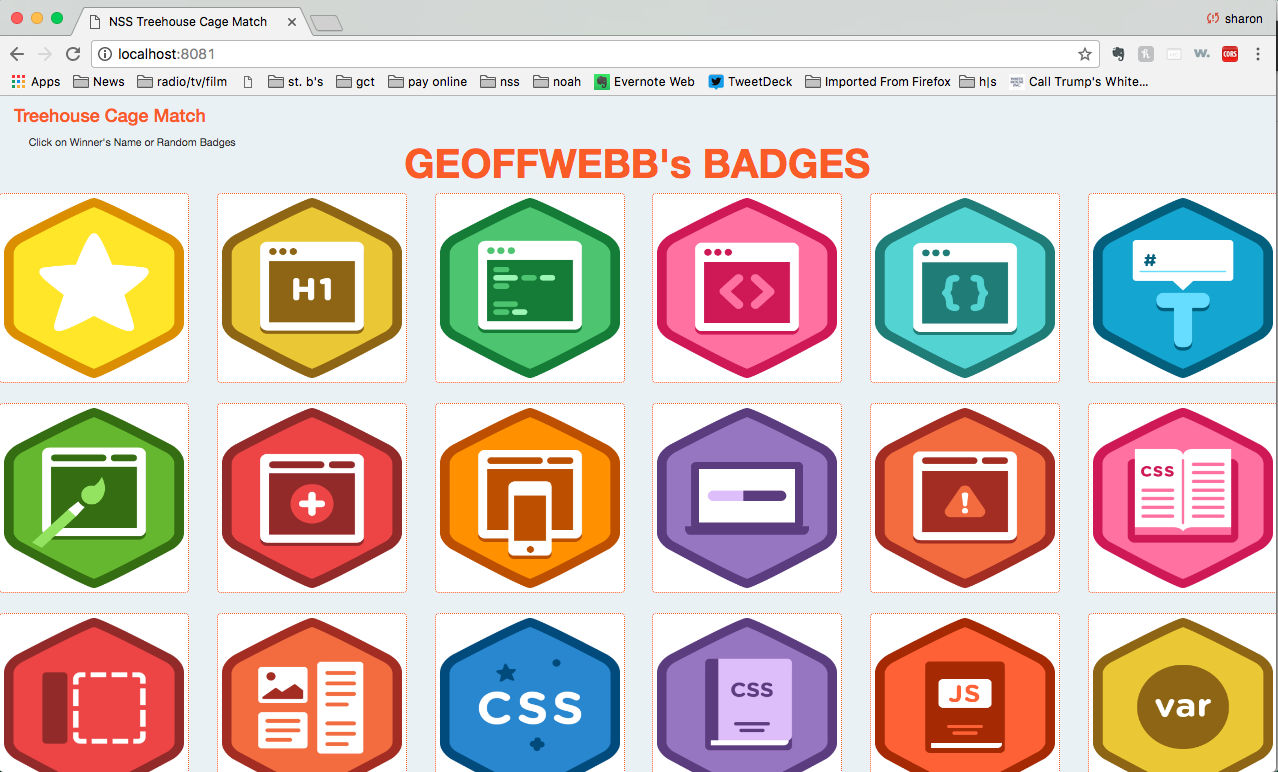 NSS Treehouse Cage Match
sharon
localhost:8081
CORS
Apps News radio/tv/film st. b's gct pay online nss noah Evernote Web TweetDeck Imported From Firefox h|s Call Trump's White...
Treehouse Cage Match
Click on Winner's Name or Random Badges
GEOFFWEBB's BADGES
H1
< >
{ }
#
T
CSS
CSS
CSS
JS
var